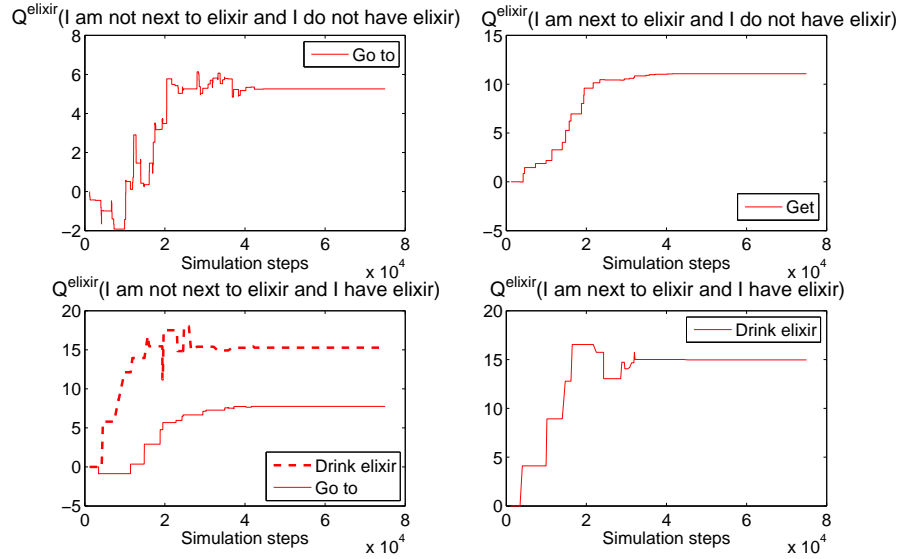 Q^elixir(I am not next to elixir and I do not have elixir)
8
6
4
2
0
-2
Go to
0 2 4 6 8
Simulation steps
x 10^4
Q^elixir(I am next to elixir and I do not have elixir)
15
10
5
0
-5
Get
0 2 4 6 8
Simulation steps
x 10^4
Q^elixir(I am not next to elixir and I have elixir)
20
15
10
5
0
-5
Drink elixir
Go to
0 2 4 6 8
Simulation steps
x 10^4
Q^elixir(I am next to elixir and I have elixir)
20
15
10
5
0
Drink elixir
0 2 4 6 8
Simulation steps
x 10^4